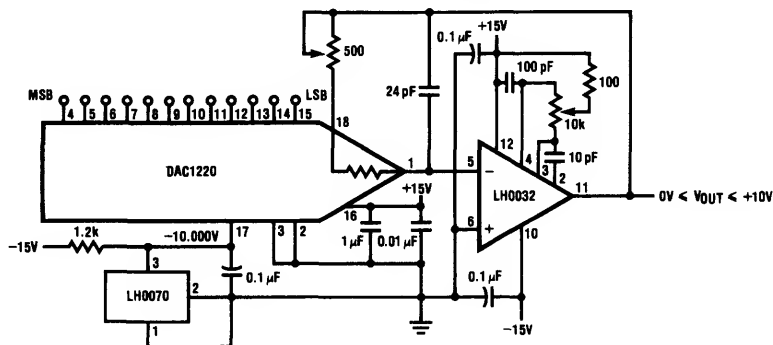 +15V
0.1 μF
500
100 pF
100
MSB
LSB
24 pF
10k
4 5 6 7 8 9 10 11 12 13 14 15
18
12
4
3
10 pF
2
DAC1220
1
5
−
LH0032
11
0V < VOUT < +10V
+15V
16
6
+
10
1.2k
−10.000V
17
3 2
1 μF
0.01 μF
−15V
3
0.1 μF
0.1 μF
LH0070
2
−15V
1